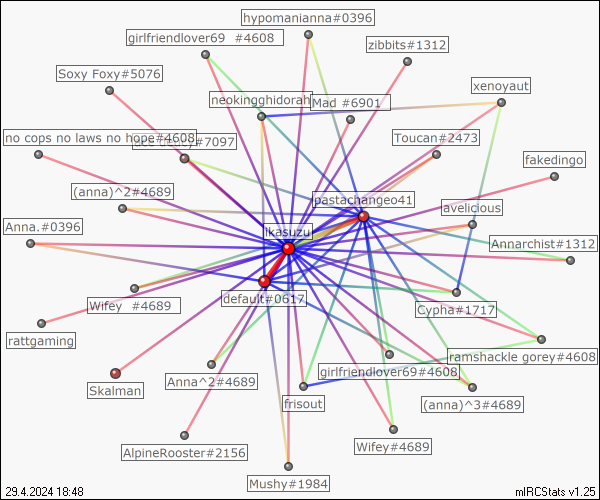 hypomanianna#0396
girlfriendlover69 #4608
zibbits#1312
Soxy Foxy#5076
xenoyaut
neokingghidorah
Mad #6901
no cops no laws no hope#4608
#7097
Toucan#2473
fakedingo
(anna)^2#4689
pastachangeo41
avelicious
Anna.#0396
ikasuzu
Annarchist#1312
default#0617
Wifey #4689
Cypha#1717
rattgaming
ramshackle gorey#4608
Skalman
Anna^2#4689
girlfriendlover69#4608
frisout
(anna)^3#4689
AlpineRooster#2156
Wifey#4689
Mushy#1984
29.4.2024 18:48
mIRCStats v1.25